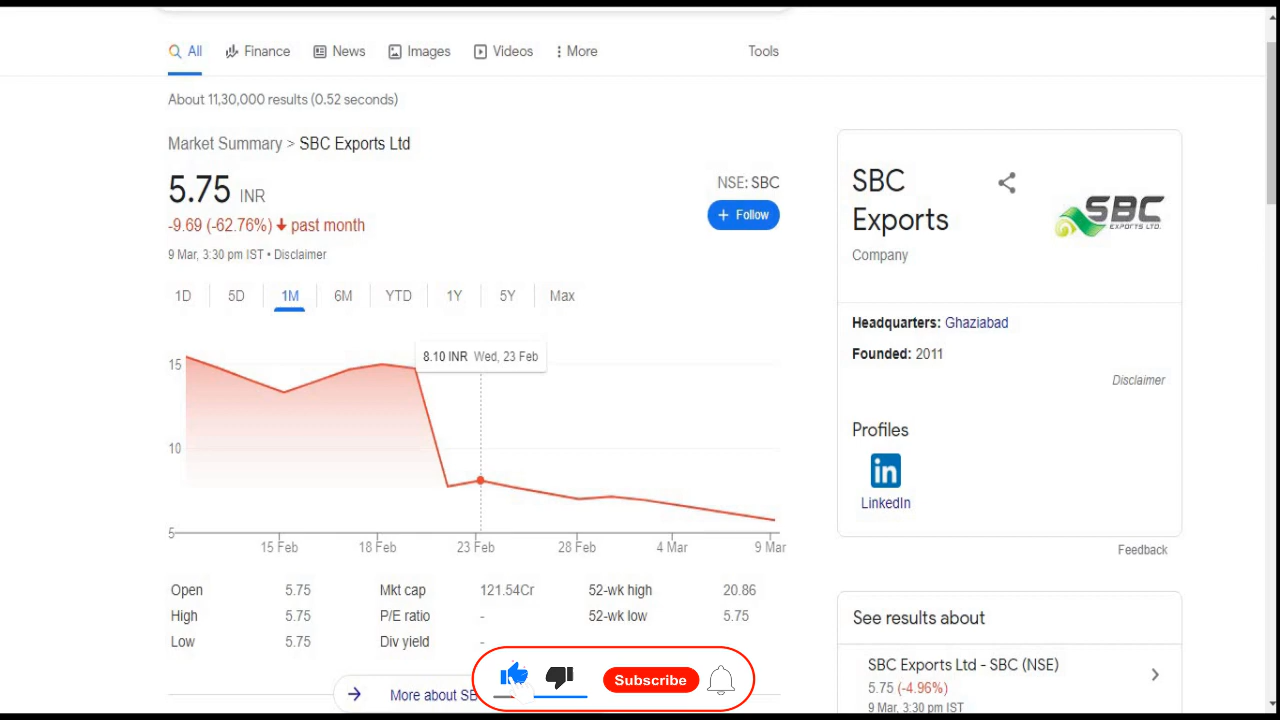 All Finance News Images Videos More Tools
About 11,30,000 results (0.52 seconds)
Market Summary > SBC Exports Ltd
5.75 INR
NSE: SBC
+ Follow
-9.69 (-62.76%) past month
9 Mar, 3:30 pm IST • Disclaimer
1D 5D 1M 6M YTD 1Y 5Y Max
8.10 INR Wed, 23 Feb
15
10
5
15 Feb 18 Feb 23 Feb 28 Feb 4 Mar 9 Mar
Open 5.75 Mkt cap 121.54Cr 52-wk high 20.86
High 5.75 P/E ratio - 52-wk low 5.75
Low 5.75 Div yield -
More about SB
Subscribe
SBC
Exports
Company
SBC
EXPORTS LTD.
Headquarters: Ghaziabad
Founded: 2011
Disclaimer
Profiles
in
LinkedIn
Feedback
See results about
SBC Exports Ltd - SBC (NSE)
5.75 (-4.96%)
9 Mar, 3:30 pm IST